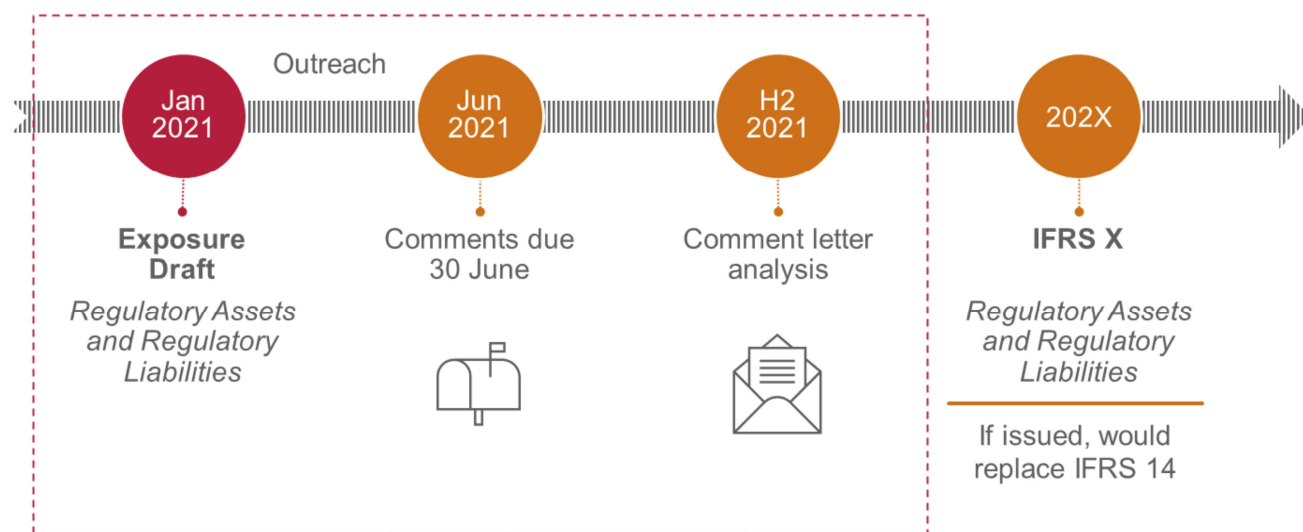 Outreach
Jan
2021
Jun
2021
H2
2021
202X
Exposure
Draft
Regulatory Assets
and Regulatory
Liabilities
Comments due
30 June
Comment letter
analysis
IFRS X
Regulatory Assets
and Regulatory
Liabilities
If issued, would
replace IFRS 14